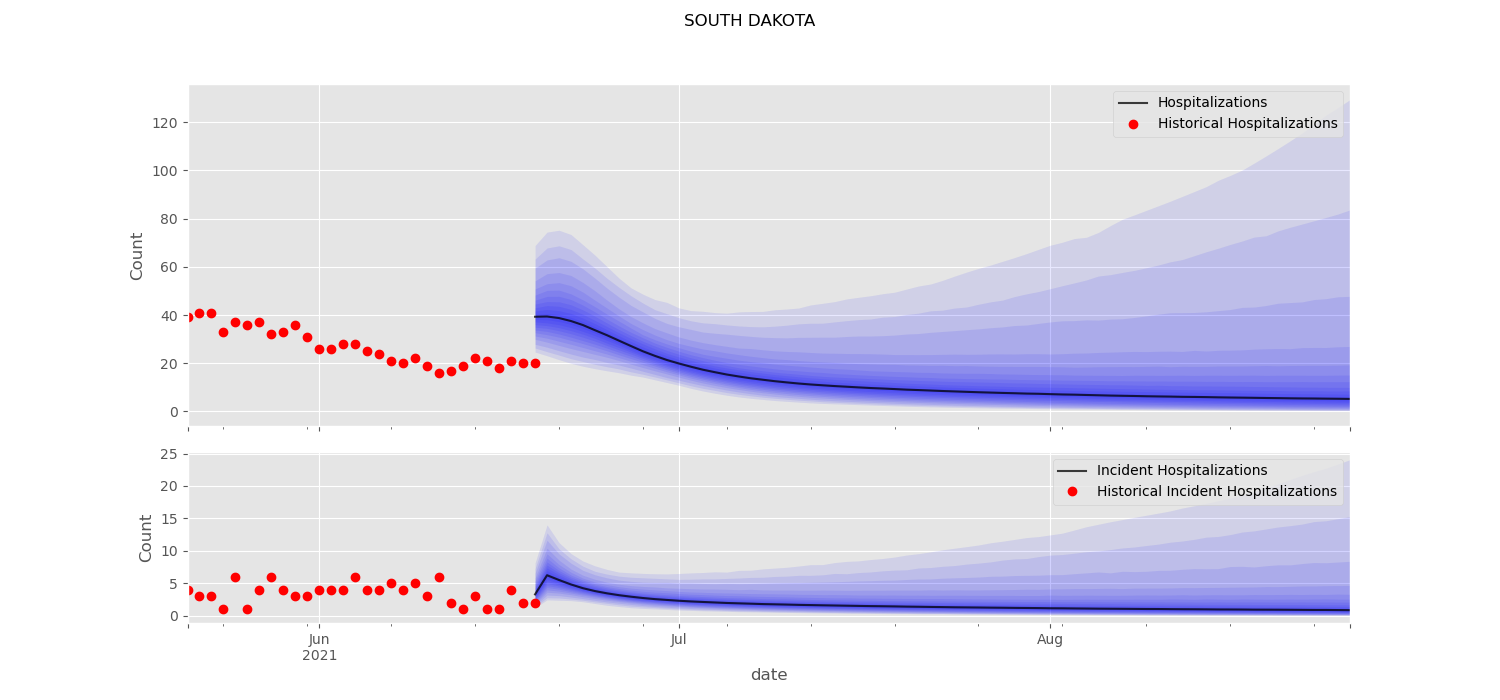 SOUTH DAKOTA
Hospitalizations
Historical Hospitalizations
120
100
80
60
40
20
0
Count
Incident Hospitalizations
Historical Incident Hospitalizations
25
20
15
10
5
0
Count
Jun
2021
Jul
Aug
date